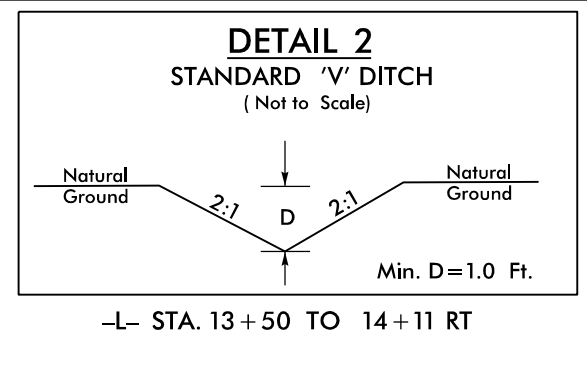 DETAIL 2
STANDARD 'V' DITCH
( Not to Scale)
Natural
Ground
2:1
D
2:1
Natural
Ground
Min. D=1.0 Ft.
–L– STA. 13+50 TO 14+11 RT